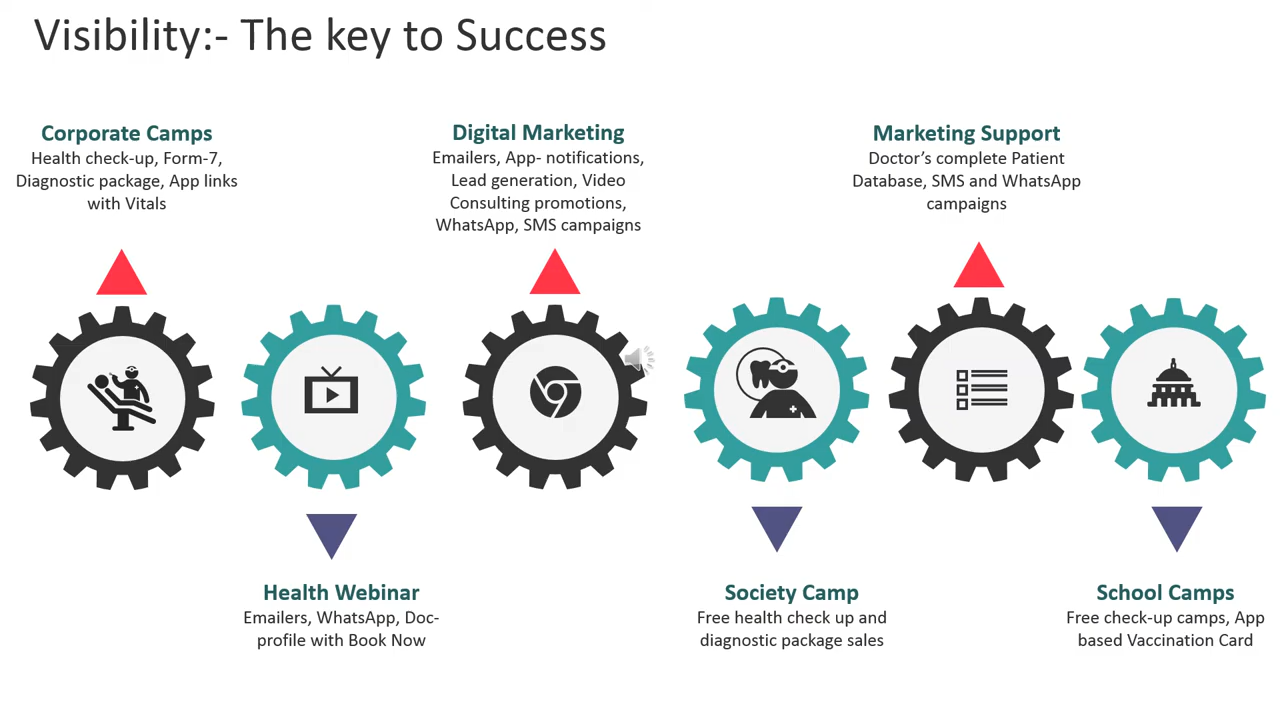 Visibility:- The key to Success
Corporate Camps
Health check-up, Form-7,
Diagnostic package, App links
with Vitals
Digital Marketing
Emailers, App- notifications,
Lead generation, Video
Consulting promotions,
WhatsApp, SMS campaigns
Marketing Support
Doctor’s complete Patient
Database, SMS and WhatsApp
campaigns
Health Webinar
Emailers, WhatsApp, Doc-
profile with Book Now
Society Camp
Free health check up and
diagnostic package sales
School Camps
Free check-up camps, App
based Vaccination Card